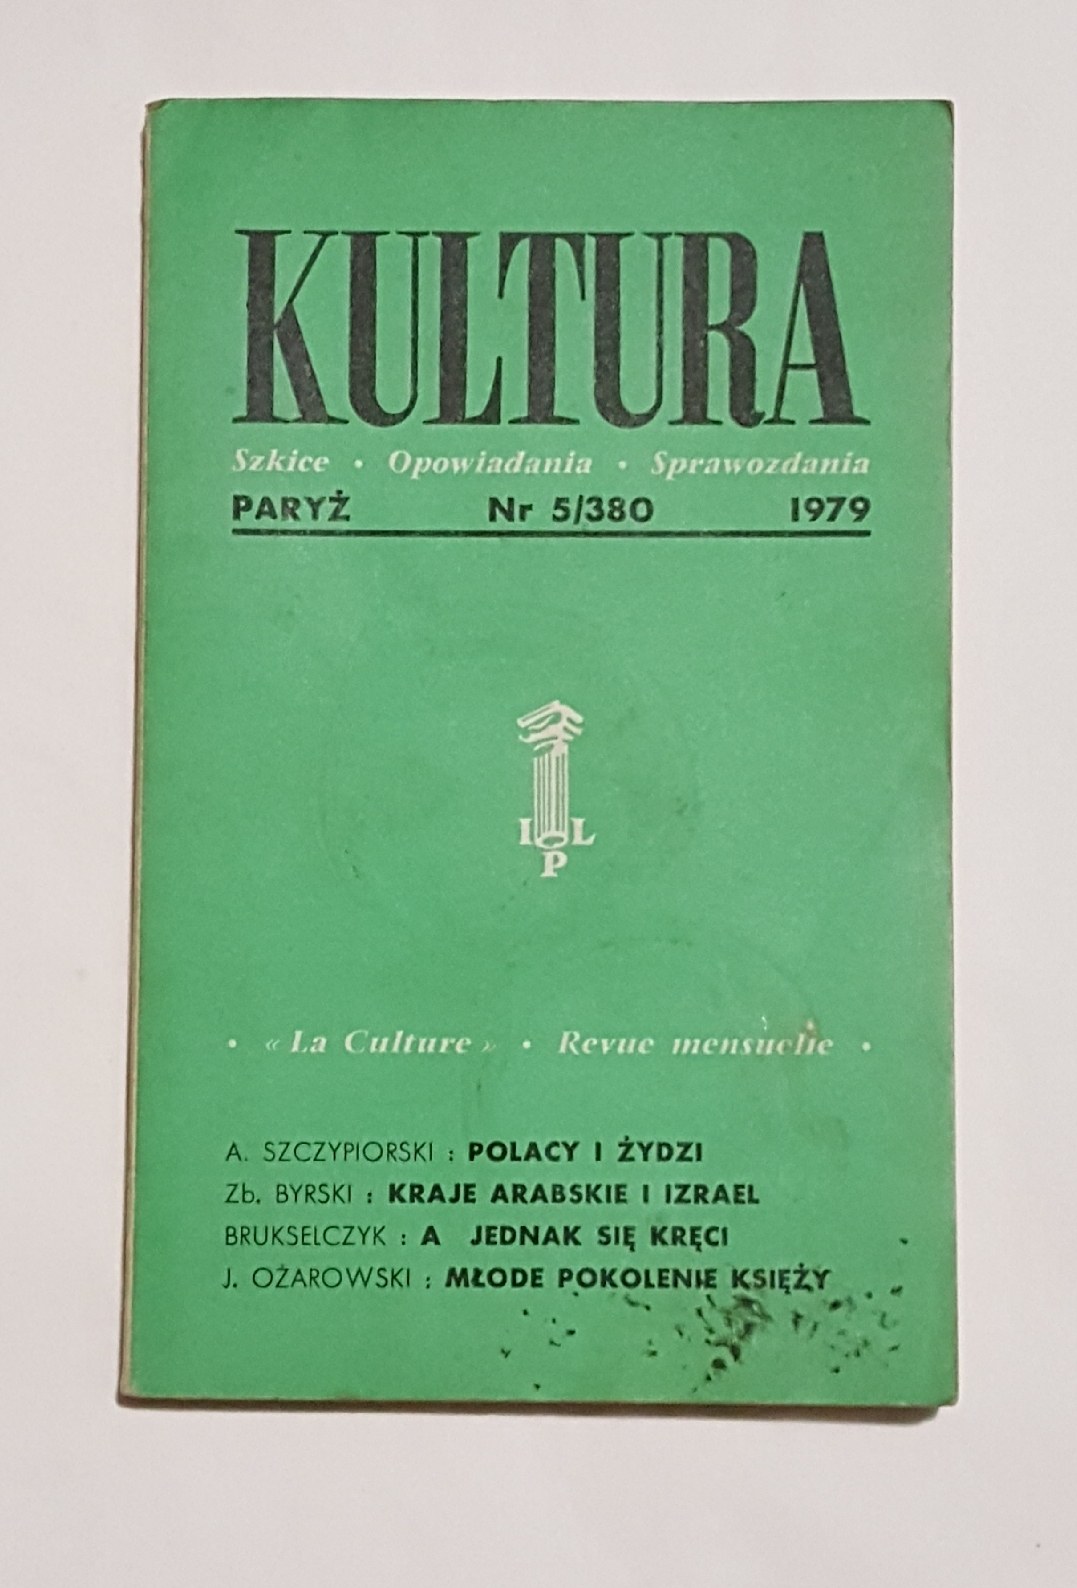 KULTURA
Szkice • Opowiadania • Sprawozdania
PARYŻ Nr 5/380 1979
I L
P
• « La Culture » • Revue mensuelle •
A. SZCZYPIORSKI : POLACY I ŻYDZI
Zb. BYRSKI : KRAJE ARABSKIE I IZRAEL
BRUKSELCZYK : A JEDNAK SIĘ KRĘCI
J. OŻAROWSKI : MŁODE POKOLENIE KSIĘŻY